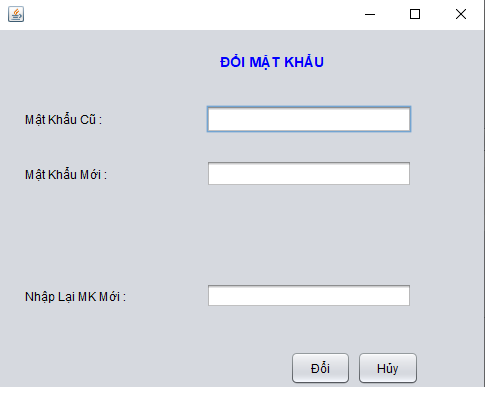 ĐỔI MẬT KHẨU
Mật Khẩu Cũ :
Mật Khẩu Mới :
Nhập Lại MK Mới :
Đổi Hủy